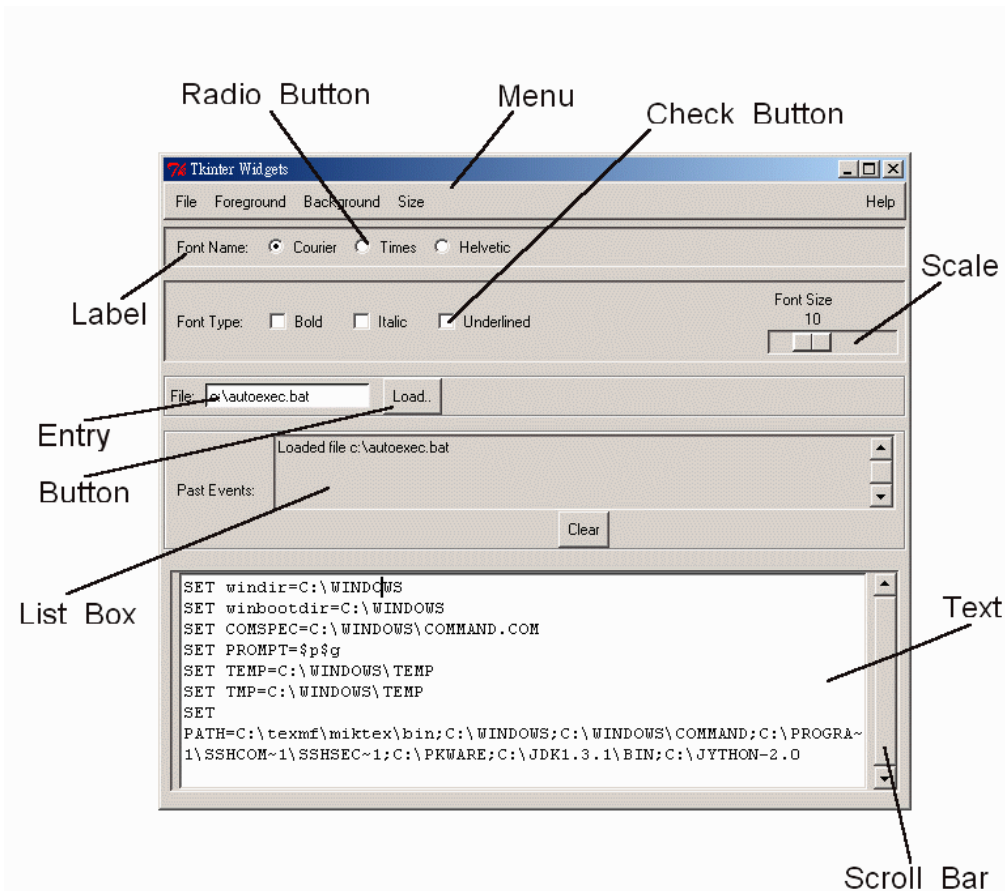 Radio Button
Menu
Check Button
Tkinter Widgets
File Foreground Background Size Help
Font Name: Courier Times Helvetic
Scale
Label
Font Size
10
Font Type: Bold Italic Underlined
File: c:\autoexec.bat Load..
Entry
Loaded file c:\autoexec.bat
Button
Past Events:
Clear
List Box
SET windir=C:\WINDOWS
SET winbootdir=C:\WINDOWS
SET COMSPEC=C:\WINDOWS\COMMAND.COM
SET PROMPT=$p$g
SET TEMP=C:\WINDOWS\TEMP
SET TMP=C:\WINDOWS\TEMP
SET
PATH=C:\texmf\miktex\bin;C:\WINDOWS;C:\WINDOWS\COMMAND;C:\PROGRA~
1\SSHCOM~1\SSHSEC~1;C:\PKWARE;C:\JDK1.3.1\BIN;C:\JYTHON-2.0
Text
Scroll Bar